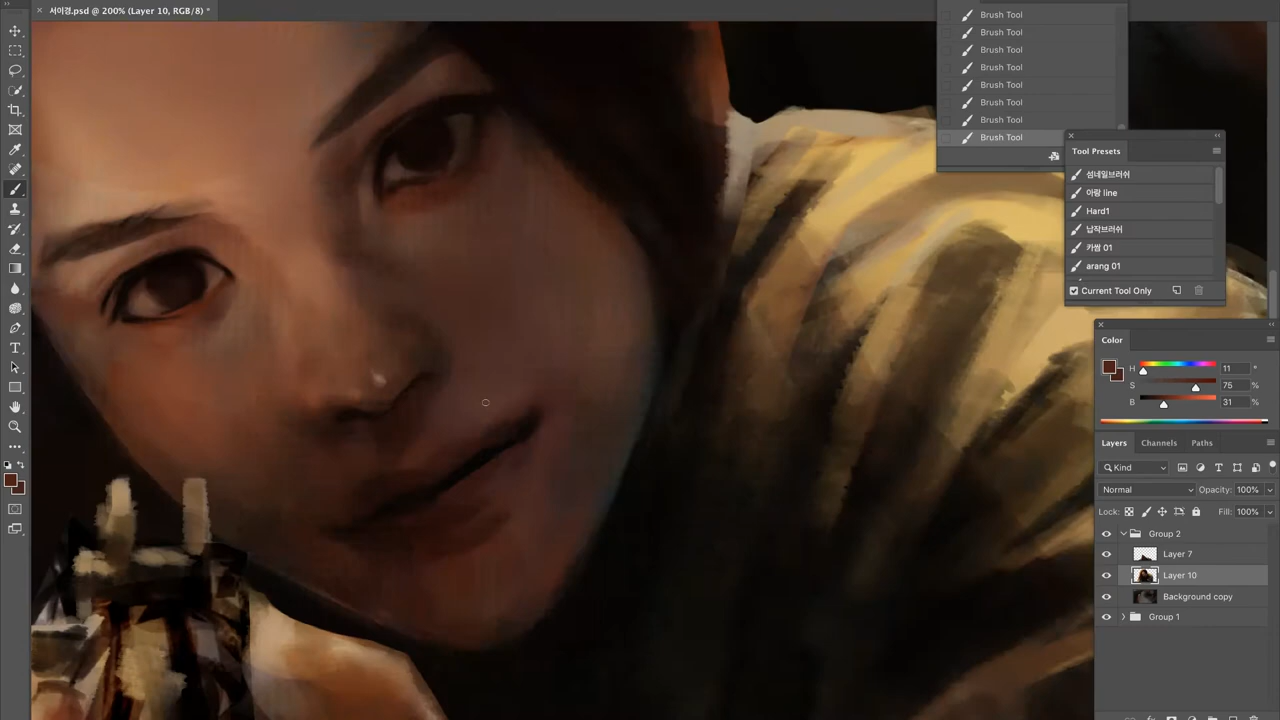 서이경.psd @ 200% (Layer 10, RGB/8) *
Brush Tool
Brush Tool
Brush Tool
Brush Tool
Brush Tool
Brush Tool
Brush Tool
Brush Tool
Tool Presets
섬네일브러쉬
아랑 line
Hard1
납작브러쉬
카쌈 01
arang 01
Current Tool Only
Color
H 11 °
S 75 %
B 31 %
Layers Channels Paths
Kind
Normal Opacity: 100%
Lock: Fill: 100%
Group 2
Layer 7
Layer 10
Background copy
Group 1